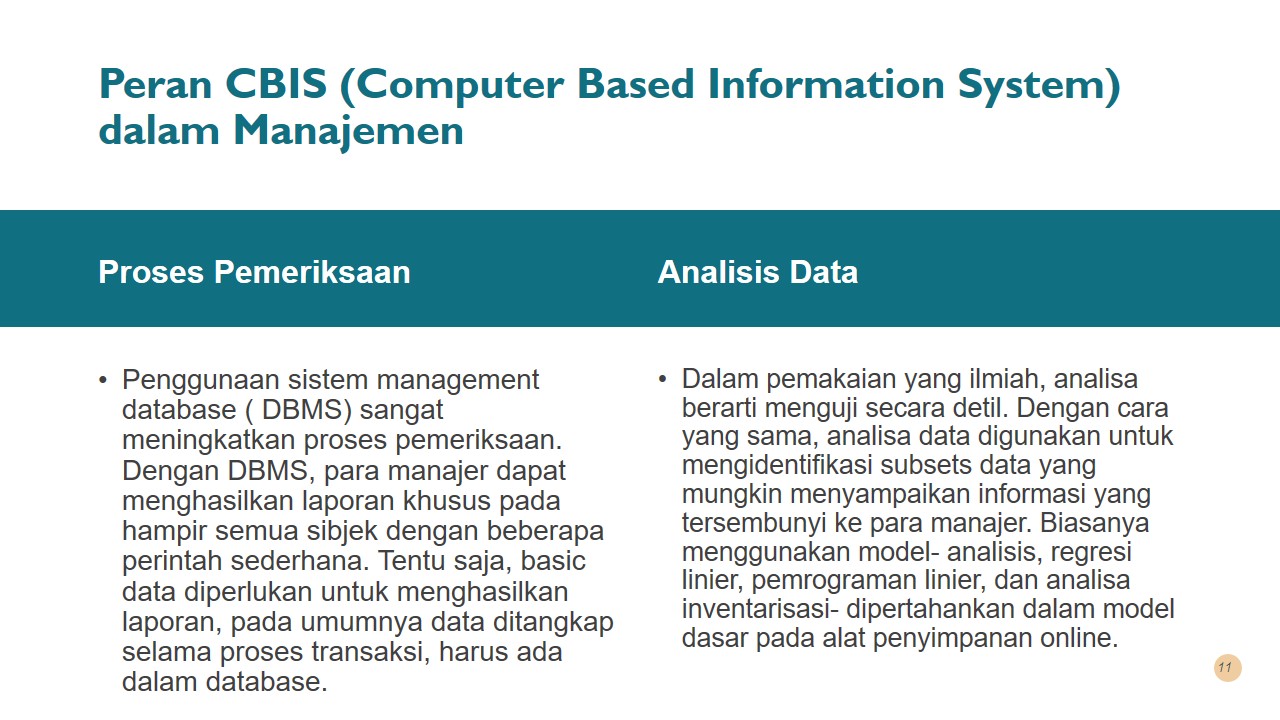 Peran CBIS (Computer Based Information System)
dalam Manajemen
Proses Pemeriksaan
Analisis Data
• Penggunaan sistem management
database ( DBMS) sangat
meningkatkan proses pemeriksaan.
Dengan DBMS, para manajer dapat
menghasilkan laporan khusus pada
hampir semua sibjek dengan beberapa
perintah sederhana. Tentu saja, basic
data diperlukan untuk menghasilkan
laporan, pada umumnya data ditangkap
selama proses transaksi, harus ada
dalam database.
• Dalam pemakaian yang ilmiah, analisa
berarti menguji secara detil. Dengan cara
yang sama, analisa data digunakan untuk
mengidentifikasi subsets data yang
mungkin menyampaikan informasi yang
tersembunyi ke para manajer. Biasanya
menggunakan model- analisis, regresi
linier, pemrograman linier, dan analisa
inventarisasi- dipertahankan dalam model
dasar pada alat penyimpanan online.
11